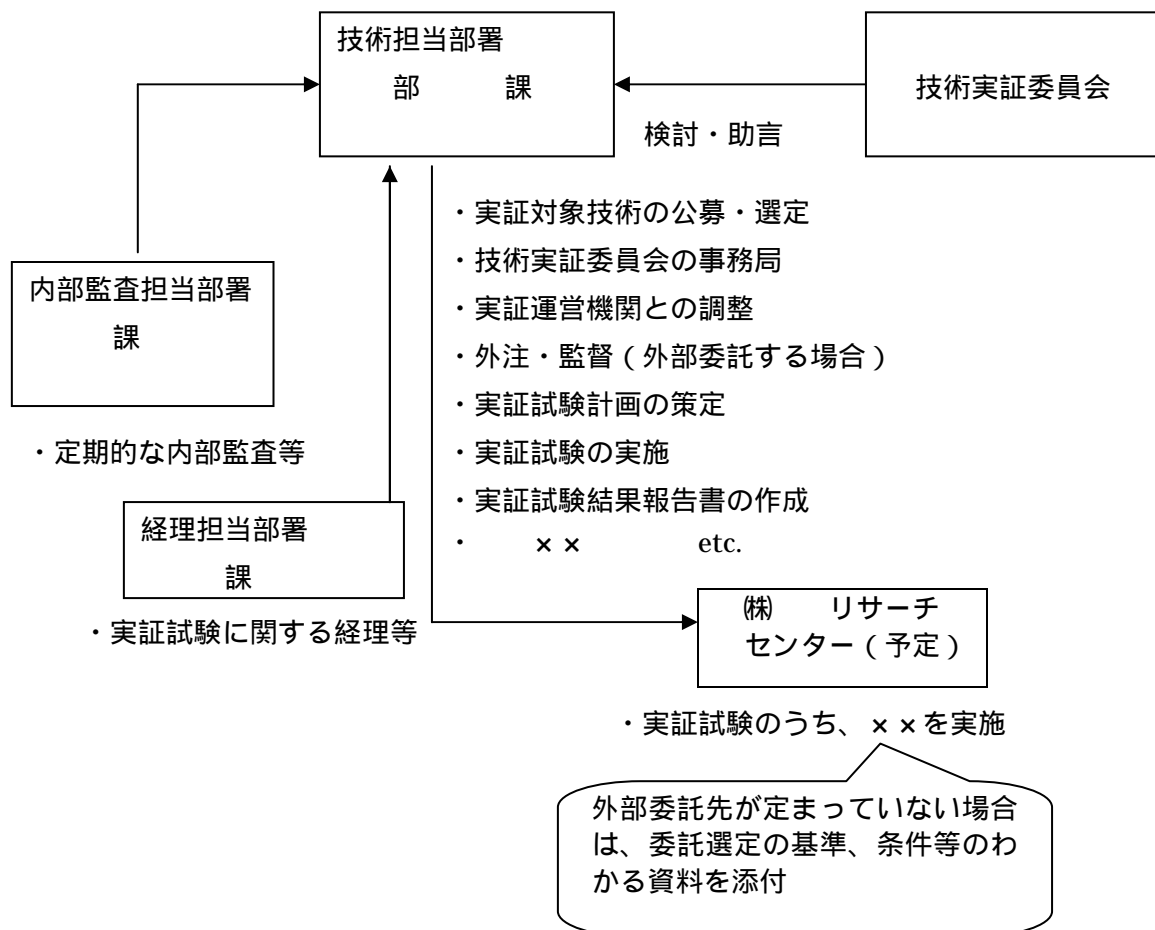 技術担当部署
部　　課
技術実証委員会
検討・助言
・実証対象技術の公募・選定
・技術実証委員会の事務局
・実証運営機関との調整
・外注・監督（外部委託する場合）
・実証試験計画の策定
・実証試験の実施
・実証試験結果報告書の作成
・　　××　　　　etc.
内部監査担当部署
課
・定期的な内部監査等
経理担当部署
課
・実証試験に関する経理等
㈱　　リサーチ
センター（予定）
・実証試験のうち、××を実施
外部委託先が定まっていない場合
は、委託選定の基準、条件等のわ
かる資料を添付